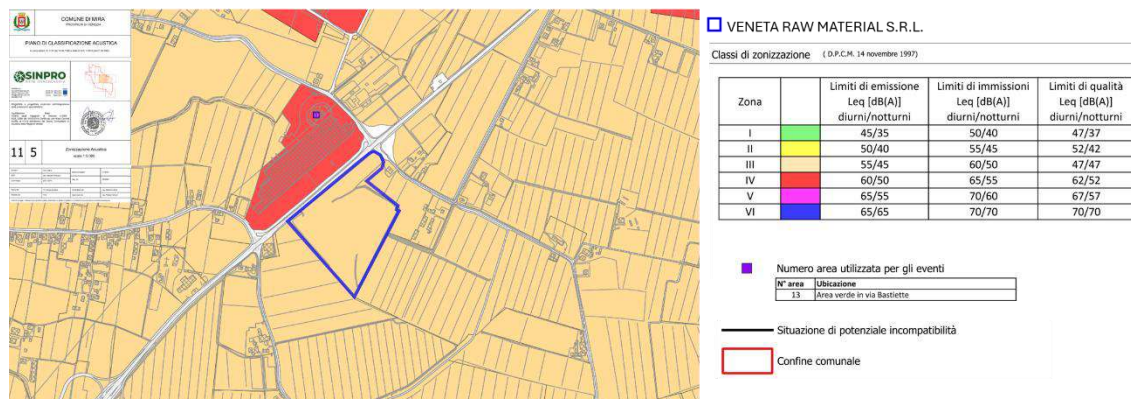 COMUNE DI MIRA
PROVINCIA DI VENEZIA
PIANO DI CLASSIFICAZIONE ACUSTICA
SINPRO
11 5
Zonizzazione Acustica
VENETA RAW MATERIAL S.R.L.
Classi di zonizzazione ( D.P.C.M. 14 novembre 1997)
Zona Limiti di emissione Leq [dB(A)] diurni/notturni Limiti di immissioni Leq [dB(A)] diurni/notturni Limiti di qualità Leq [dB(A)] diurni/notturni
I 45/35 50/40 47/37
II 50/40 55/45 52/42
III 55/45 60/50 47/47
IV 60/50 65/55 62/52
V 65/55 70/60 67/57
VI 65/65 70/70 70/70
Numero area utilizzata per gli eventi
N° area Ubicazione
13 Area verde in via Bastiette
Situazione di potenziale incompatibilità
Confine comunale